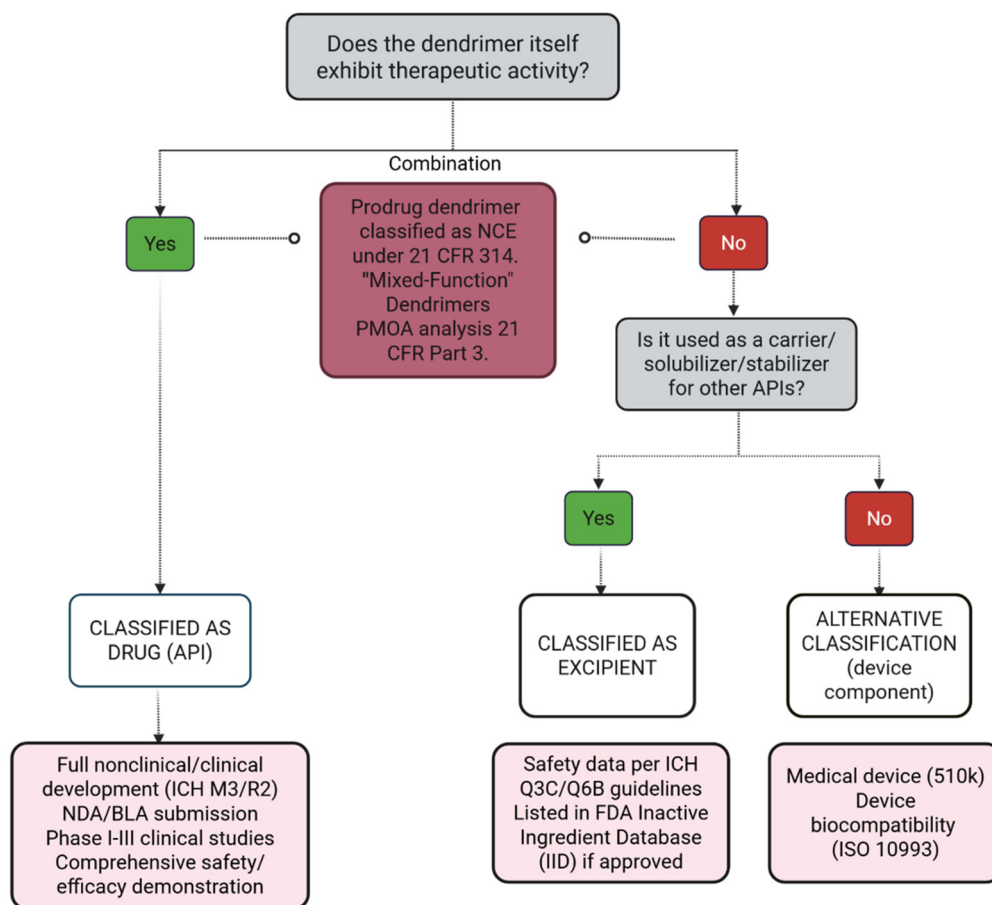 Does the dendrimer itself
exhibit therapeutic activity?
Combination
Prodrug dendrimer
classified as NCE
under 21 CFR 314.
"Mixed-Function"
Dendrimers
PMOA analysis 21
CFR Part 3.
Yes
No
Is it used as a carrier/
solubilizer/stabilizer
for other APIs?
Yes
No
CLASSIFIED AS
DRUG (API)
CLASSIFIED AS
EXCIPIENT
ALTERNATIVE
CLASSIFICATION
(device
component)
Full nonclinical/clinical
development (ICH M3/R2)
NDA/BLA submission
Phase I-III clinical studies
Comprehensive safety/
efficacy demonstration
Safety data per ICH
Q3C/Q6B guidelines
Listed in FDA Inactive
Ingredient Database
(IID) if approved
Medical device (510k)
Device
biocompatibility
(ISO 10993)